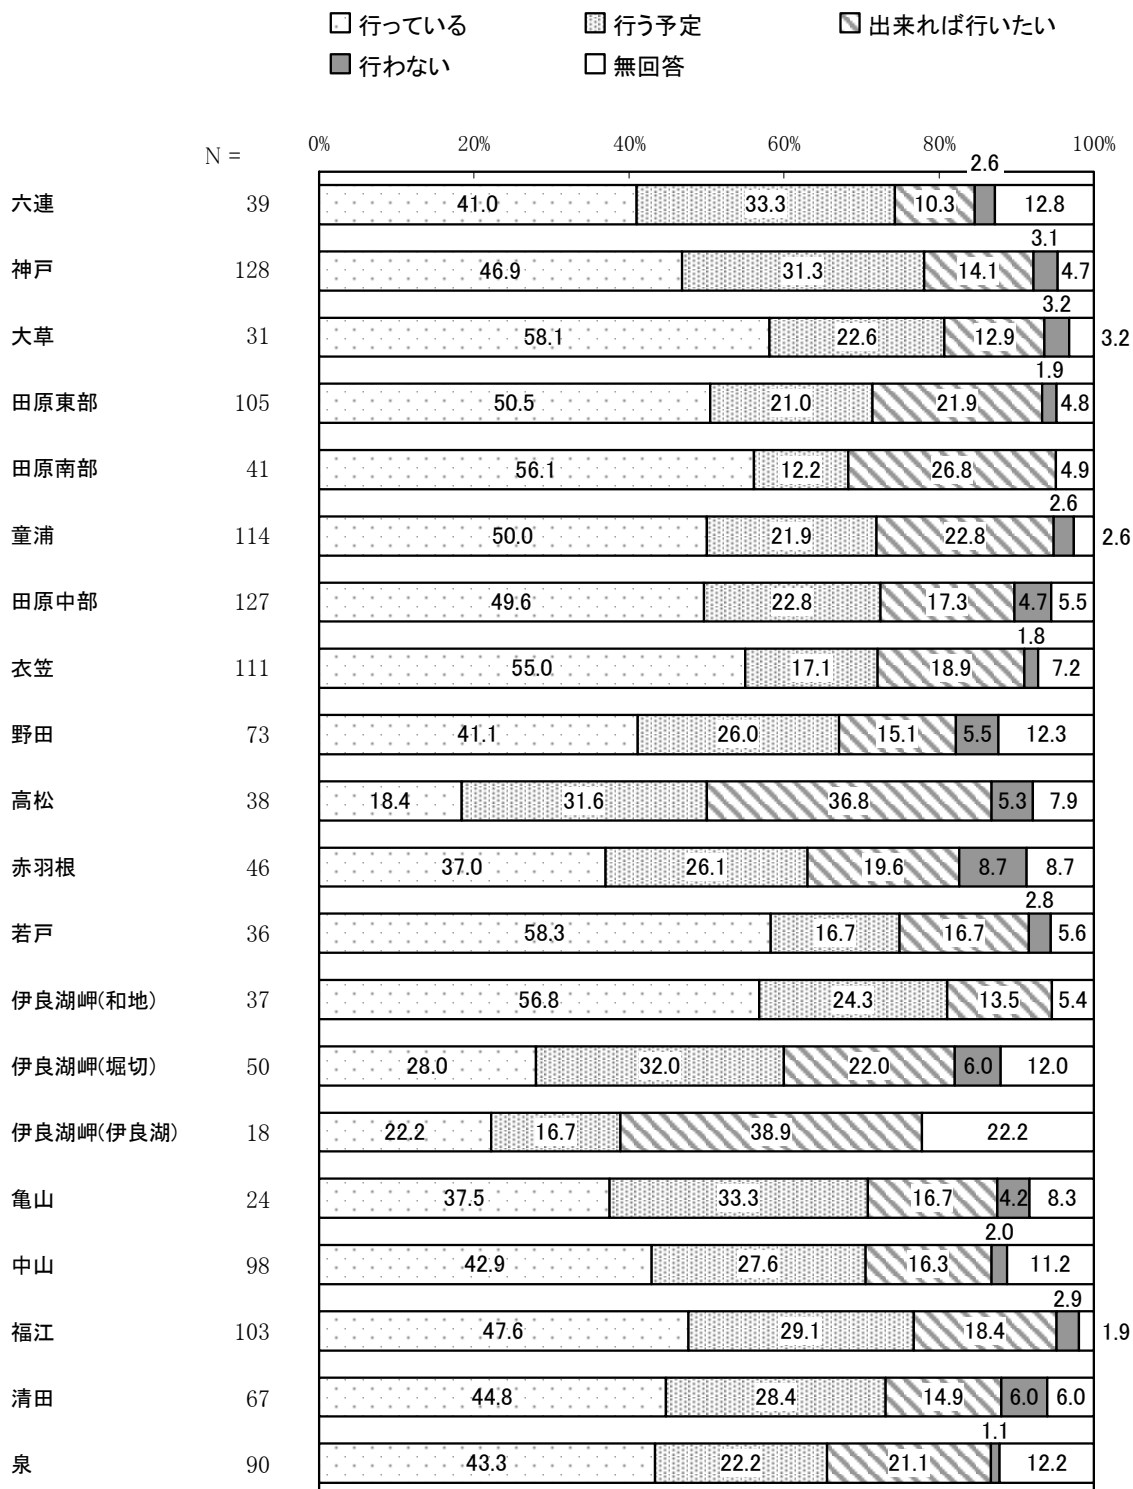 行っている 行う予定 出来れば行いたい
行わない 無回答
N = 0% 20% 40% 60% 80% 100%
2.6
六連 39 41.0 33.3 10.3 12.8
3.1
神戸 128 46.9 31.3 14.1 4.7
3.2
大草 31 58.1 22.6 12.9 3.2
1.9
田原東部 105 50.5 21.0 21.9 4.8
田原南部 41 56.1 12.2 26.8 4.9
2.6
童浦 114 50.0 21.9 22.8 2.6
田原中部 127 49.6 22.8 17.3 4.7 5.5
1.8
衣笠 111 55.0 17.1 18.9 7.2
野田 73 41.1 26.0 15.1 5.5 12.3
高松 38 18.4 31.6 36.8 5.3 7.9
赤羽根 46 37.0 26.1 19.6 8.7 8.7
2.8
若戸 36 58.3 16.7 16.7 5.6
伊良湖岬(和地) 37 56.8 24.3 13.5 5.4
伊良湖岬(堀切) 50 28.0 32.0 22.0 6.0 12.0
伊良湖岬(伊良湖) 18 22.2 16.7 38.9 22.2
亀山 24 37.5 33.3 16.7 4.2 8.3
2.0
中山 98 42.9 27.6 16.3 11.2
2.9
福江 103 47.6 29.1 18.4 1.9
清田 67 44.8 28.4 14.9 6.0 6.0
1.1
泉 90 43.3 22.2 21.1 12.2